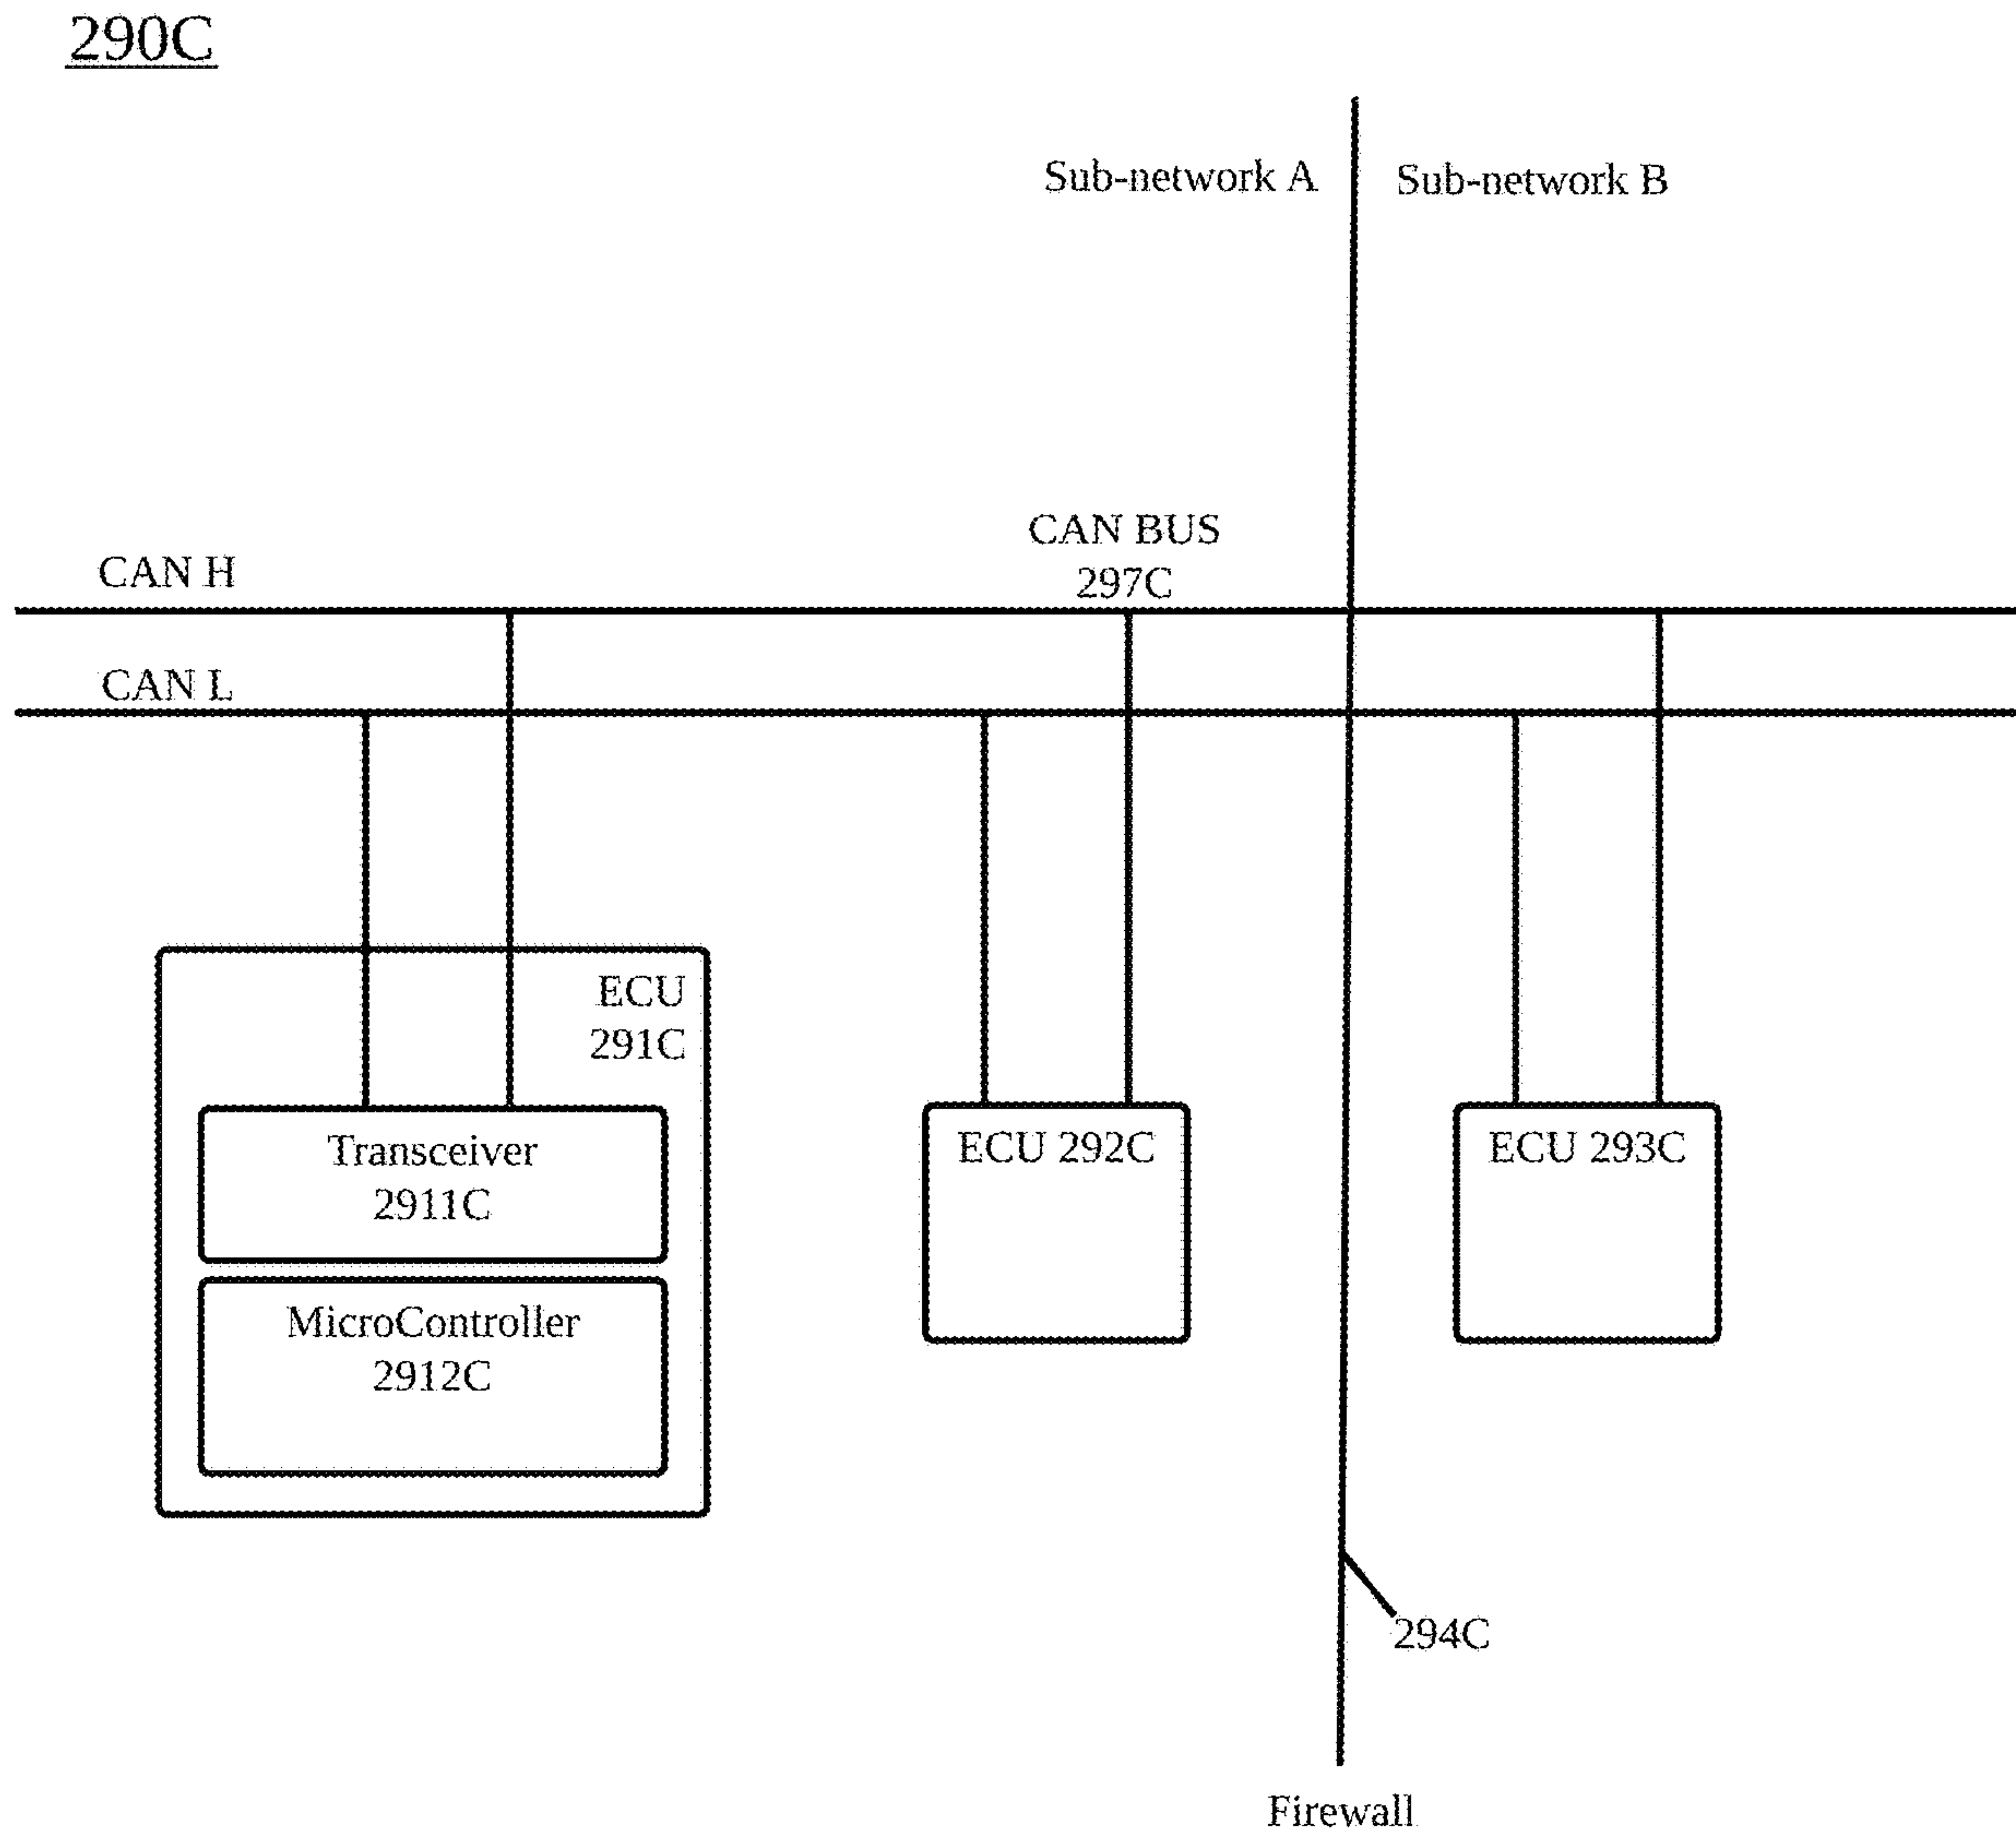 290C
Sub-network A
Sub-network B
CAN BUS
297C
CAN H
CAN L
ECU
291C
Transceiver
2911C
MicroController
2912C
ECU 292C
ECU 293C
294C
Firewall